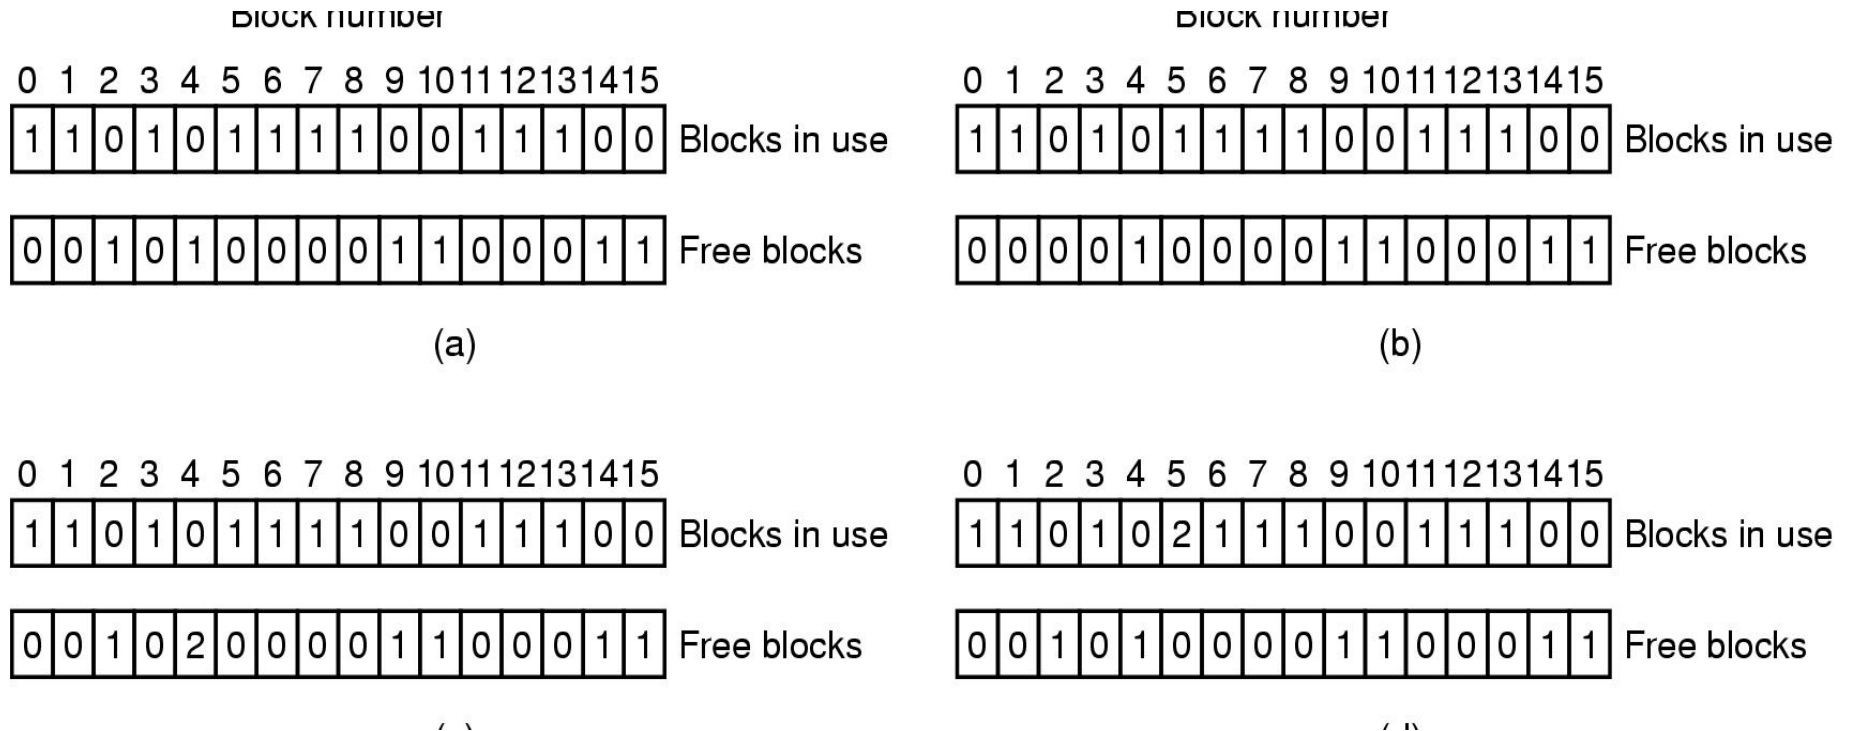 Block number
0 1 2 3 4 5 6 7 8 9 10 11 12 13 14 15
1 1 0 1 0 1 1 1 1 0 0 1 1 1 0 0 Blocks in use
0 0 1 0 1 0 0 0 0 1 1 0 0 0 1 1 Free blocks
(a)
Block number
0 1 2 3 4 5 6 7 8 9 10 11 12 13 14 15
1 1 0 1 0 1 1 1 1 0 0 1 1 1 0 0 Blocks in use
0 0 0 0 1 0 0 0 0 1 1 0 0 0 1 1 Free blocks
(b)
0 1 2 3 4 5 6 7 8 9 10 11 12 13 14 15
1 1 0 1 0 1 1 1 1 0 0 1 1 1 0 0 Blocks in use
0 0 1 0 2 0 0 0 0 1 1 0 0 0 1 1 Free blocks
0 1 2 3 4 5 6 7 8 9 10 11 12 13 14 15
1 1 0 1 0 2 1 1 1 0 0 1 1 1 0 0 Blocks in use
0 0 1 0 1 0 0 0 0 1 1 0 0 0 1 1 Free blocks
(d)